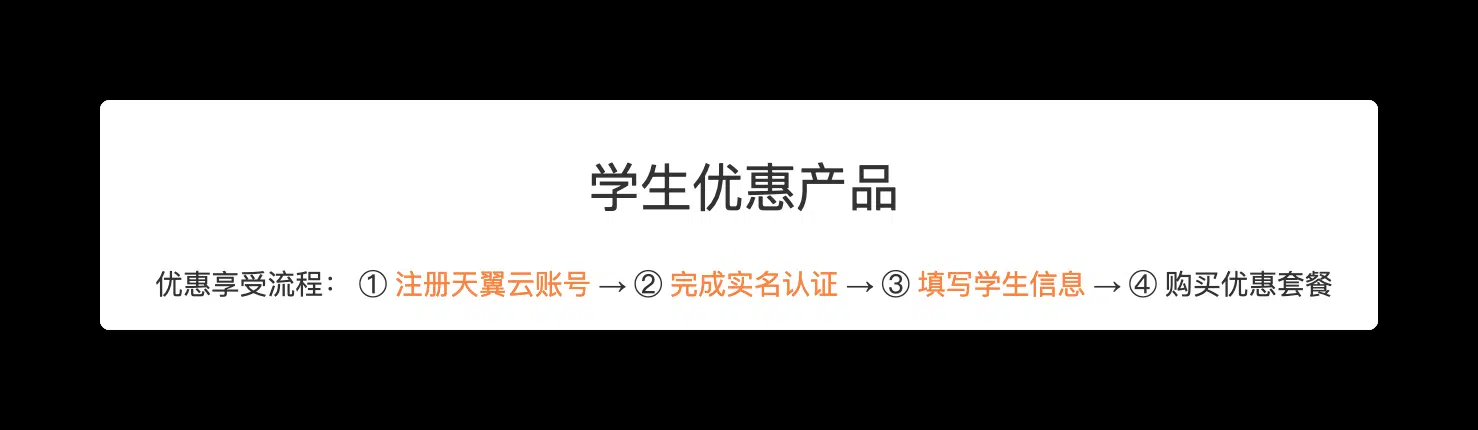 学生优惠产品
优惠享受流程： ① 注册天翼云账号 → ② 完成实名认证 → ③ 填写学生信息 → ④ 购买优惠套餐